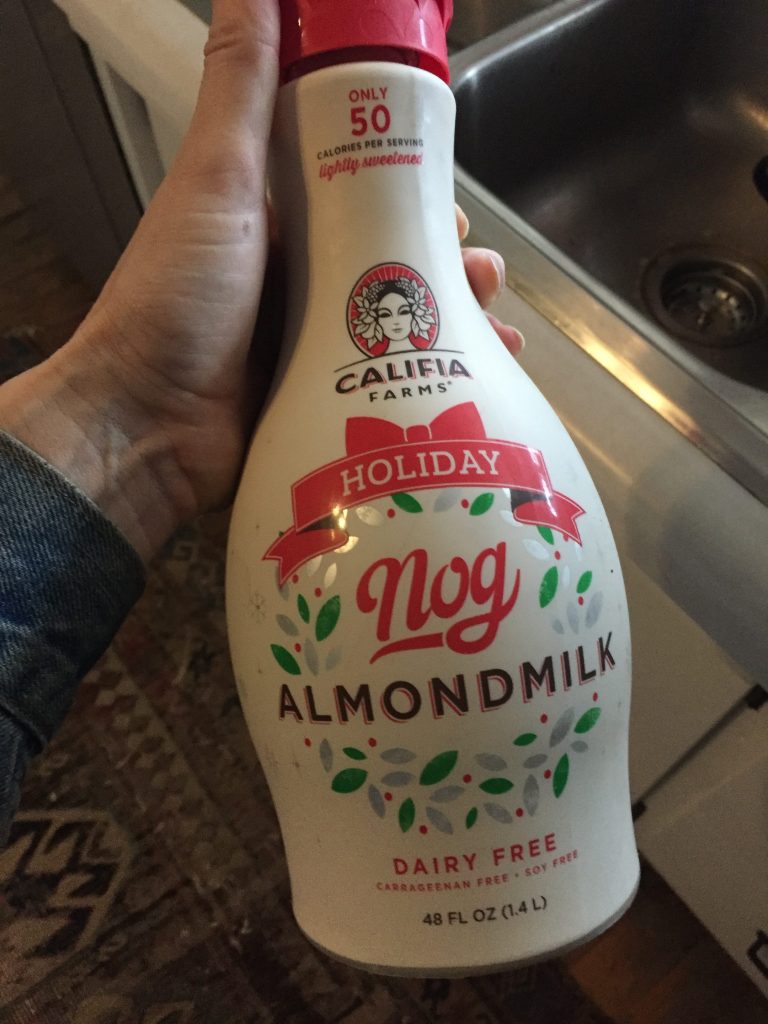 ONLY
50
CALORIES PER SERVING
lightly sweetened
CALIFIA
FARMS®
HOLIDAY
Nog
ALMONDMILK
DAIRY FREE
CARRAGEENAN FREE • SOY FREE
48 FL OZ (1.4 L)